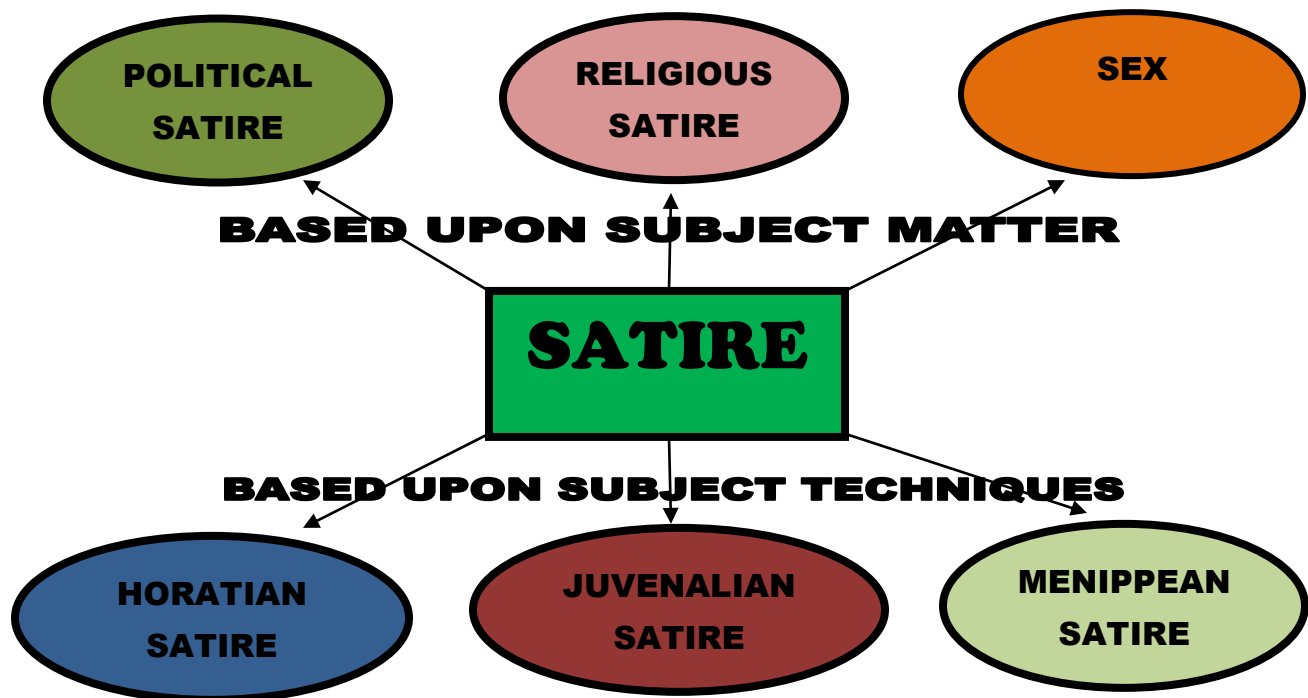 POLITICAL
SATIRE
RELIGIOUS
SATIRE
SEX
BASED UPON SUBJECT MATTER
SATIRE
BASED UPON SUBJECT TECHNIQUES
HORATIAN
SATIRE
JUVENALIAN
SATIRE
MENIPPEAN
SATIRE